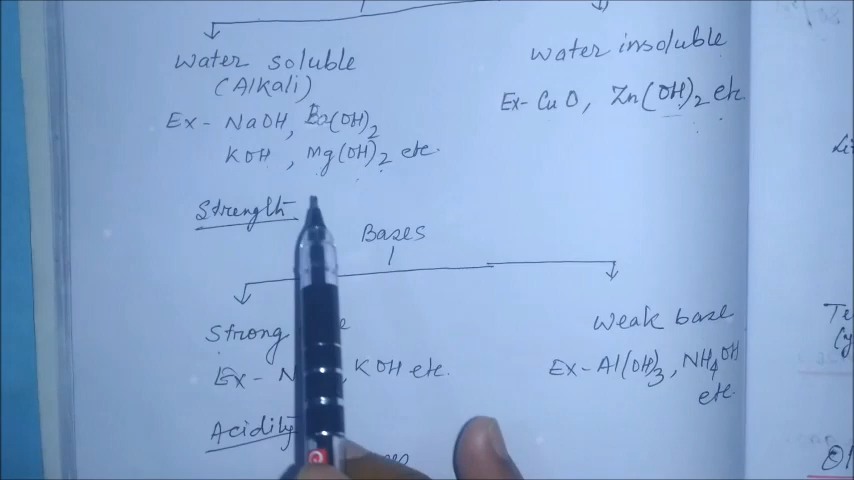 Water soluble
(Alkali)
Ex - NaOH, Ba(OH)2
KOH, Mg(OH)2 etc.
Water insoluble
Ex- CuO, Zn(OH)2 etc.
Strength
Bases
Strong
Ex - N , KOH etc.
Weak base
Ex- Al(OH)3, NH4OH
etc.
Acidity